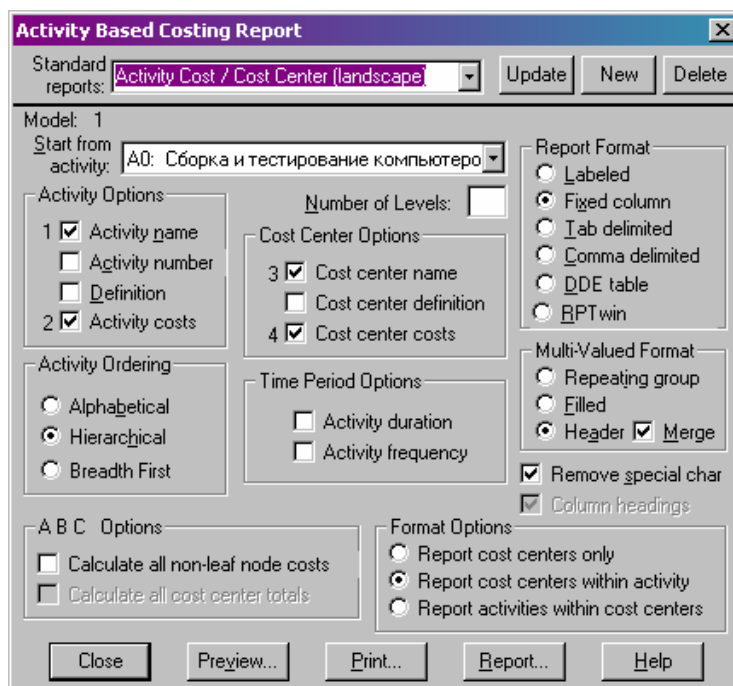 Activity Based Costing Report
Standard reports: Activity Cost / Cost Center (landscape) Update New Delete
Model: 1
Start from activity: A0: Сборка и тестирование компьютеро
Number of Levels:
Activity Options
1 Activity name
Activity number
Definition
2 Activity costs
Cost Center Options
3 Cost center name
Cost center definition
4 Cost center costs
Report Format
Labeled
Fixed column
Tab delimited
Comma delimited
DDE table
RPTwin
Activity Ordering
Alphabetical
Hierarchical
Breadth First
Time Period Options
Activity duration
Activity frequency
Multi-Valued Format
Repeating group
Filled
Header Merge
Remove special char
Column headings
A B C Options
Calculate all non-leaf node costs
Calculate all cost center totals
Format Options
Report cost centers only
Report cost centers within activity
Report activities within cost centers
Close Preview... Print... Report... Help